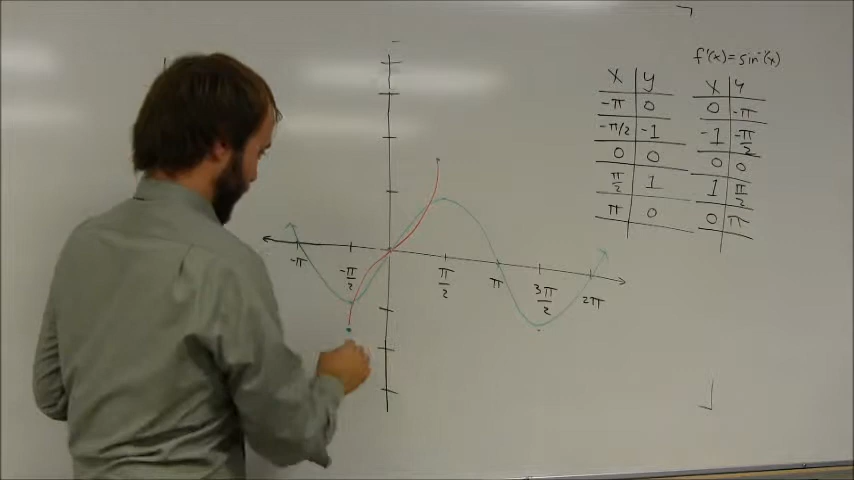 f⁻¹(x) = sin⁻¹(x)
x y
-π 0
-π/2 -1
0 0
π/2 1
π 0
x y
0 -π
-1 -π/2
0 0
1 π/2
0 π
-π -π/2 π/2 π 3π/2 2π